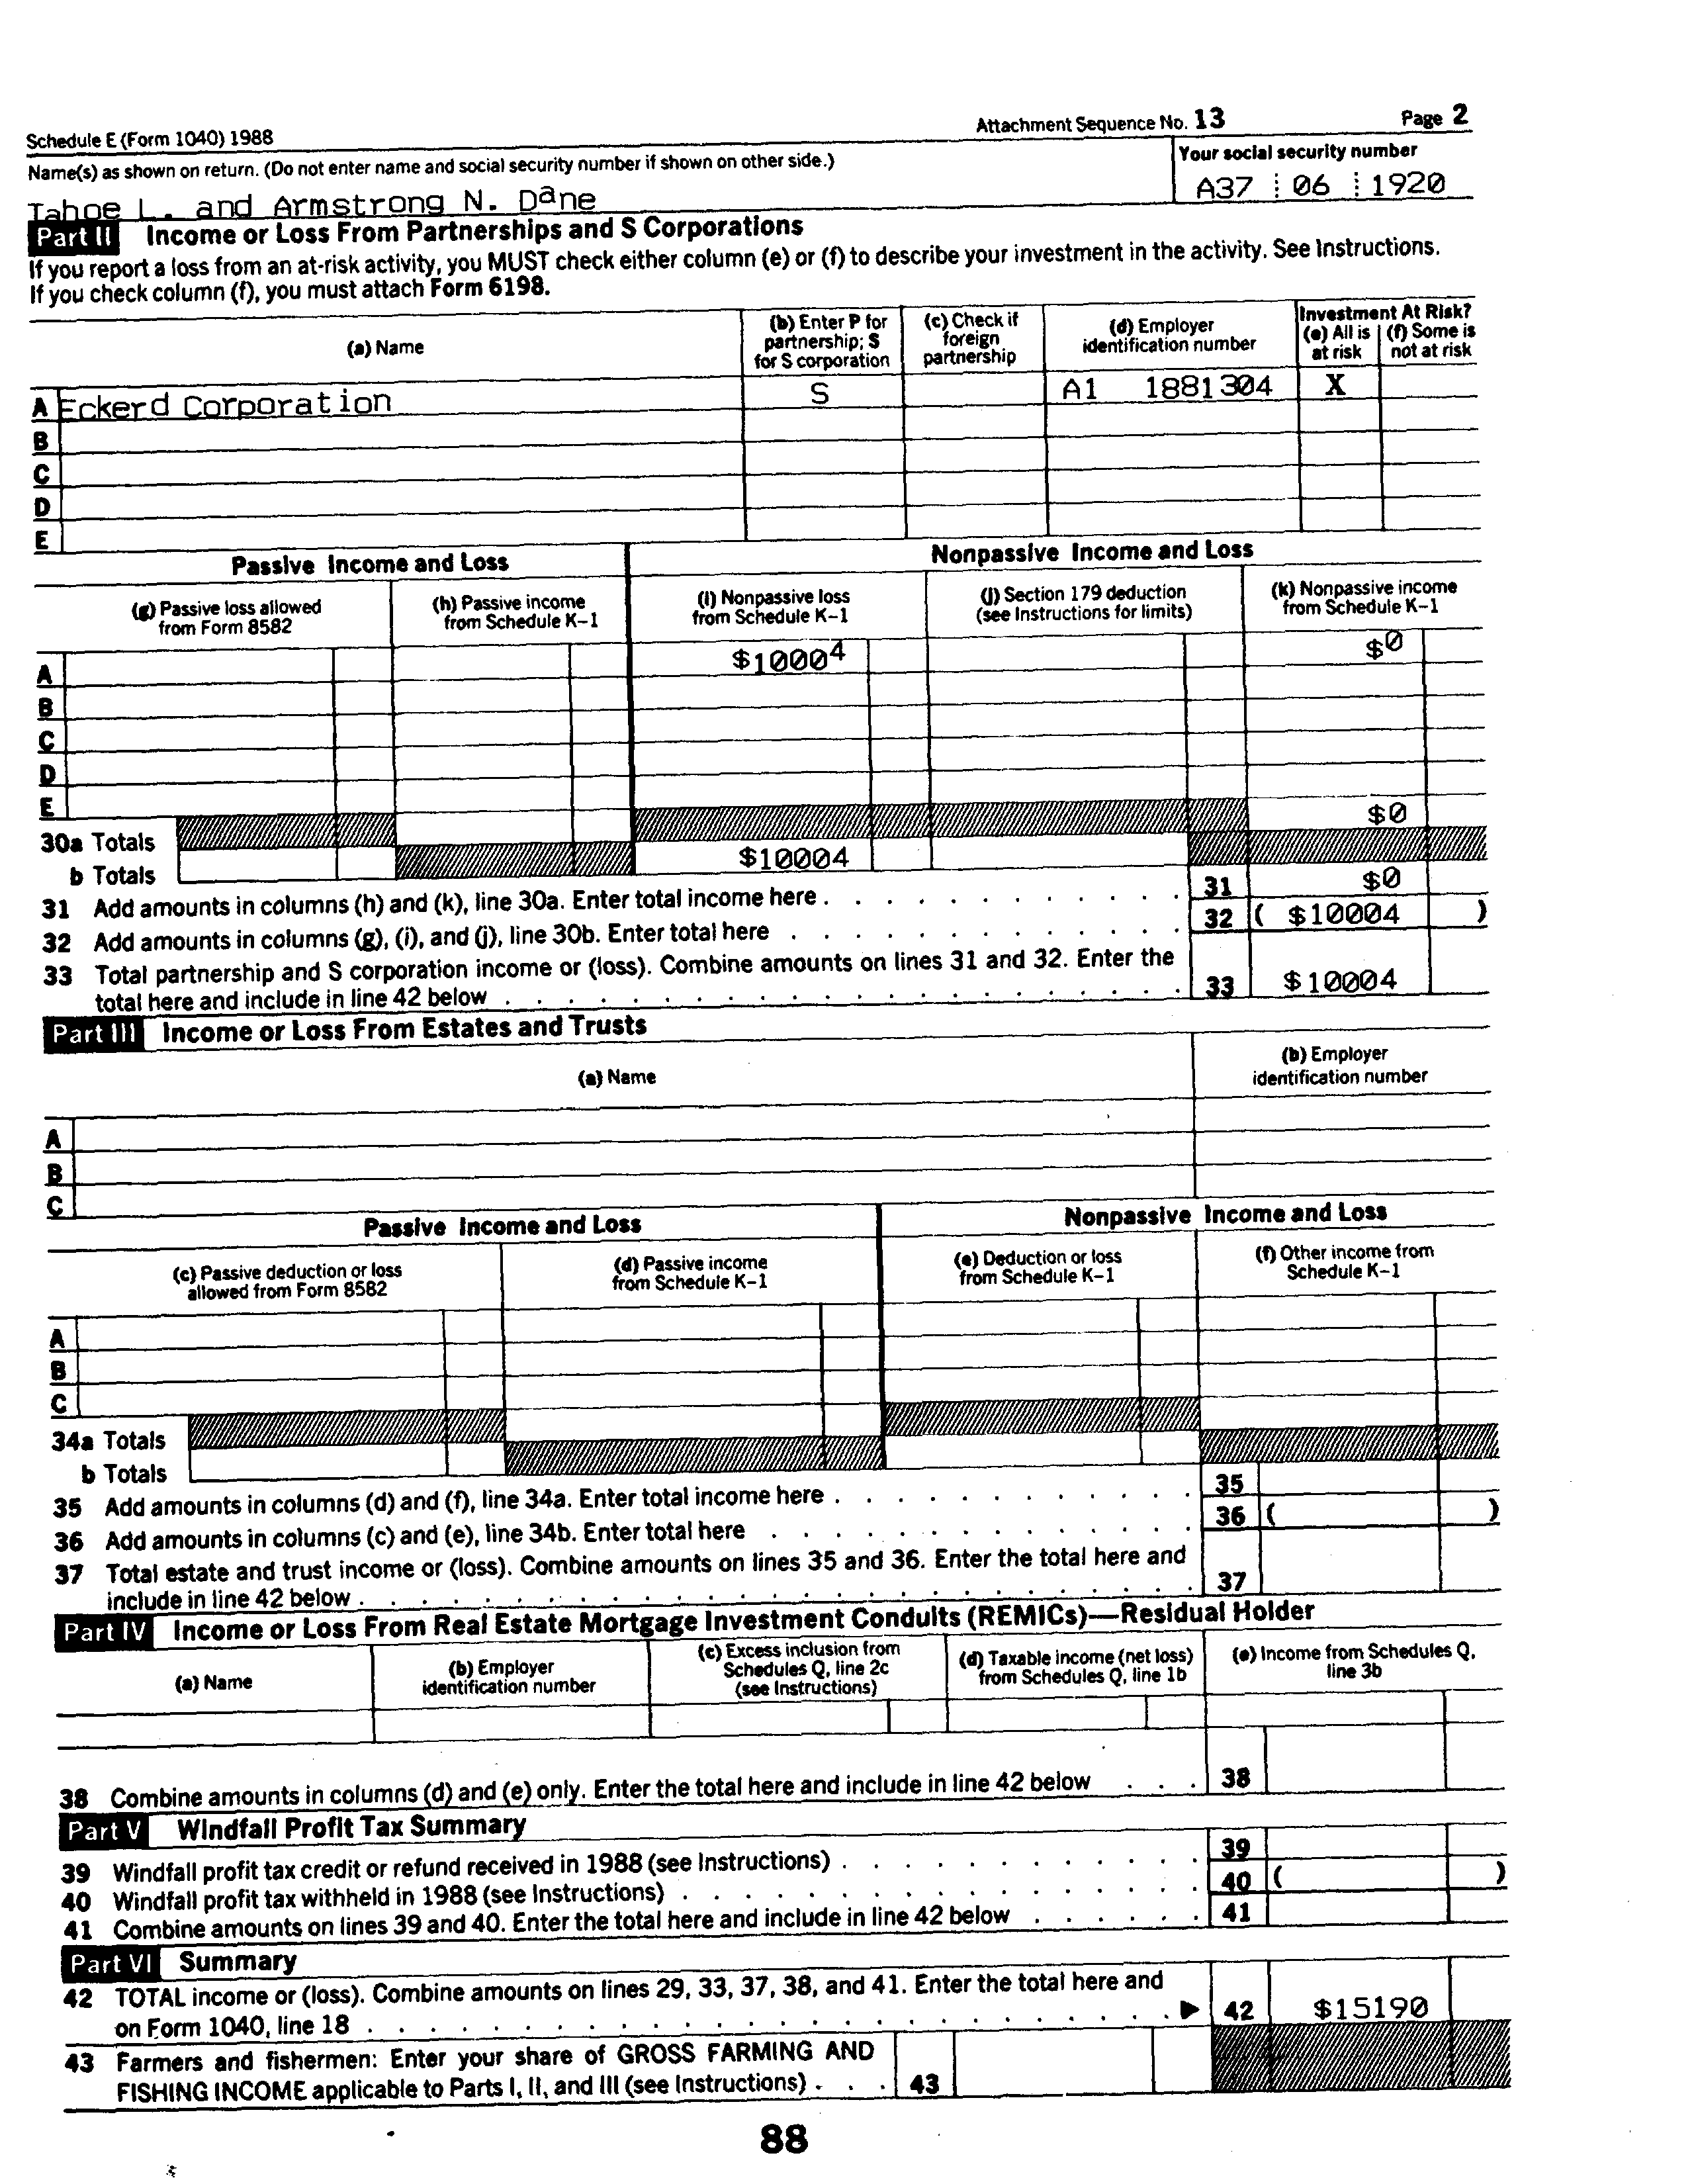 Schedule E (Form 1040) 1988 Attachment Sequence No. 13 Page 2
Name(s) as shown on return. (Do not enter name and social security number if shown on other side.) Your social security number
Tahoe L. and Armstrong N. Dane A37 06 1920
Part II Income or Loss From Partnerships and S Corporations
If you report a loss from an at-risk activity, you MUST check either column (e) or (f) to describe your investment in the activity. See Instructions.
If you check column (f), you must attach Form 6198.
(a) Name
(b) Enter P for
partnership; S
for S corporation
(c) Check if
foreign
partnership
(d) Employer
identification number
Investment At Risk?
(e) All is
at risk
(f) Some is
not at risk
A Eckerd Corporation S A1 1881304 X
B
C
D
E
Passive Income and Loss Nonpassive Income and Loss
(g) Passive loss allowed
from Form 8582
(h) Passive income
from Schedule K-1
(i) Nonpassive loss
from Schedule K-1
(j) Section 179 deduction
(see Instructions for limits)
(k) Nonpassive income
from Schedule K-1
A $10004 $0
B
C
D
E
30a Totals $0
b Totals $10004
31 Add amounts in columns (h) and (k), line 30a. Enter total income here . . . 31 $0
32 Add amounts in columns (g), (i), and (j), line 30b. Enter total here . . . 32 ( $10004 )
33 Total partnership and S corporation income or (loss). Combine amounts on lines 31 and 32. Enter the
total here and include in line 42 below . . . 33 $10004
Part III Income or Loss From Estates and Trusts
(a) Name
(b) Employer
identification number
A
B
C
Passive Income and Loss Nonpassive Income and Loss
(c) Passive deduction or loss
allowed from Form 8582
(d) Passive income
from Schedule K-1
(e) Deduction or loss
from Schedule K-1
(f) Other income from
Schedule K-1
A
B
C
34a Totals
b Totals
35 Add amounts in columns (d) and (f), line 34a. Enter total income here . . . 35
36 Add amounts in columns (c) and (e), line 34b. Enter total here . . . 36 ( )
37 Total estate and trust income or (loss). Combine amounts on lines 35 and 36. Enter the total here and
include in line 42 below . . . 37
Part IV Income or Loss From Real Estate Mortgage Investment Conduits (REMICs)—Residual Holder
(a) Name
(b) Employer
identification number
(c) Excess inclusion from
Schedules Q, line 2c
(see Instructions)
(d) Taxable income (net loss)
from Schedules Q, line 1b
(e) Income from Schedules Q,
line 3b
38 Combine amounts in columns (d) and (e) only. Enter the total here and include in line 42 below . . . 38
Part V Windfall Profit Tax Summary
39 Windfall profit tax credit or refund received in 1988 (see Instructions) . . . 39
40 Windfall profit tax withheld in 1988 (see Instructions) . . . 40 ( )
41 Combine amounts on lines 39 and 40. Enter the total here and include in line 42 below . . . 41
Part VI Summary
42 TOTAL income or (loss). Combine amounts on lines 29, 33, 37, 38, and 41. Enter the total here and
on Form 1040, line 18 . . . ▶ 42 $15190
43 Farmers and fishermen: Enter your share of GROSS FARMING AND
FISHING INCOME applicable to Parts I, II, and III (see Instructions) . . . 43
88